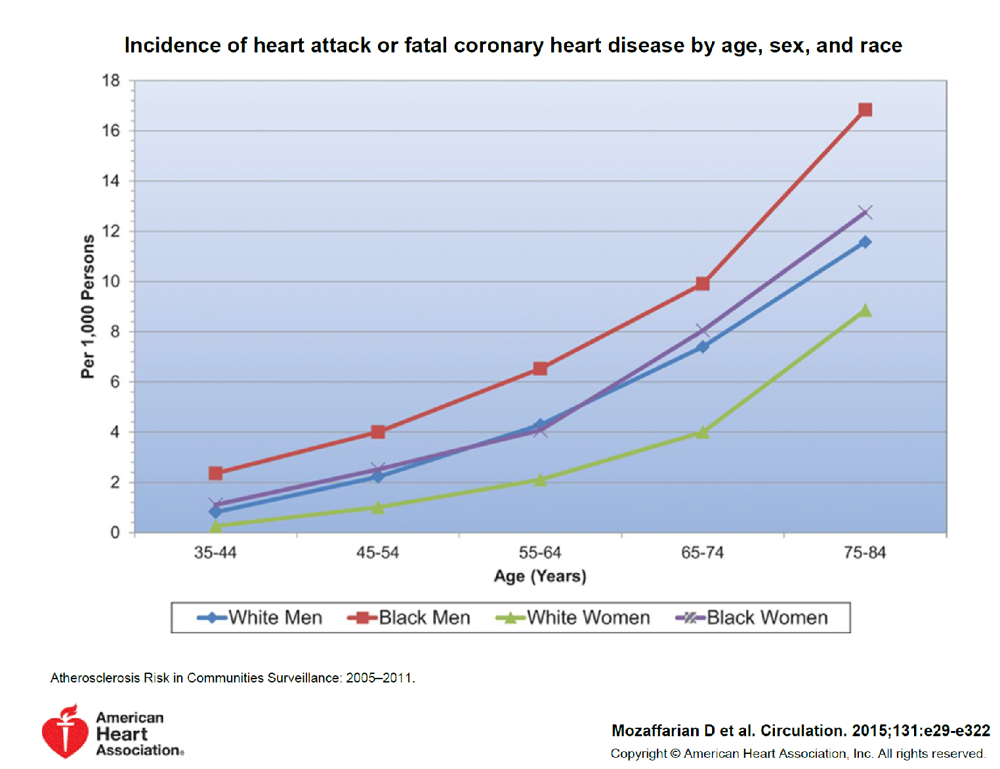 Incidence of heart attack or fatal coronary heart disease by age, sex, and race
18
16
14
12
10
8
6
4
2
0
Per 1,000 Persons
35-44 45-54 55-64 65-74 75-84
Age (Years)
White Men Black Men White Women Black Women
Atherosclerosis Risk in Communities Surveillance: 2005–2011.
American
Heart
Association®
Mozaffarian D et al. Circulation. 2015;131:e29-e322
Copyright © American Heart Association, Inc. All rights reserved.